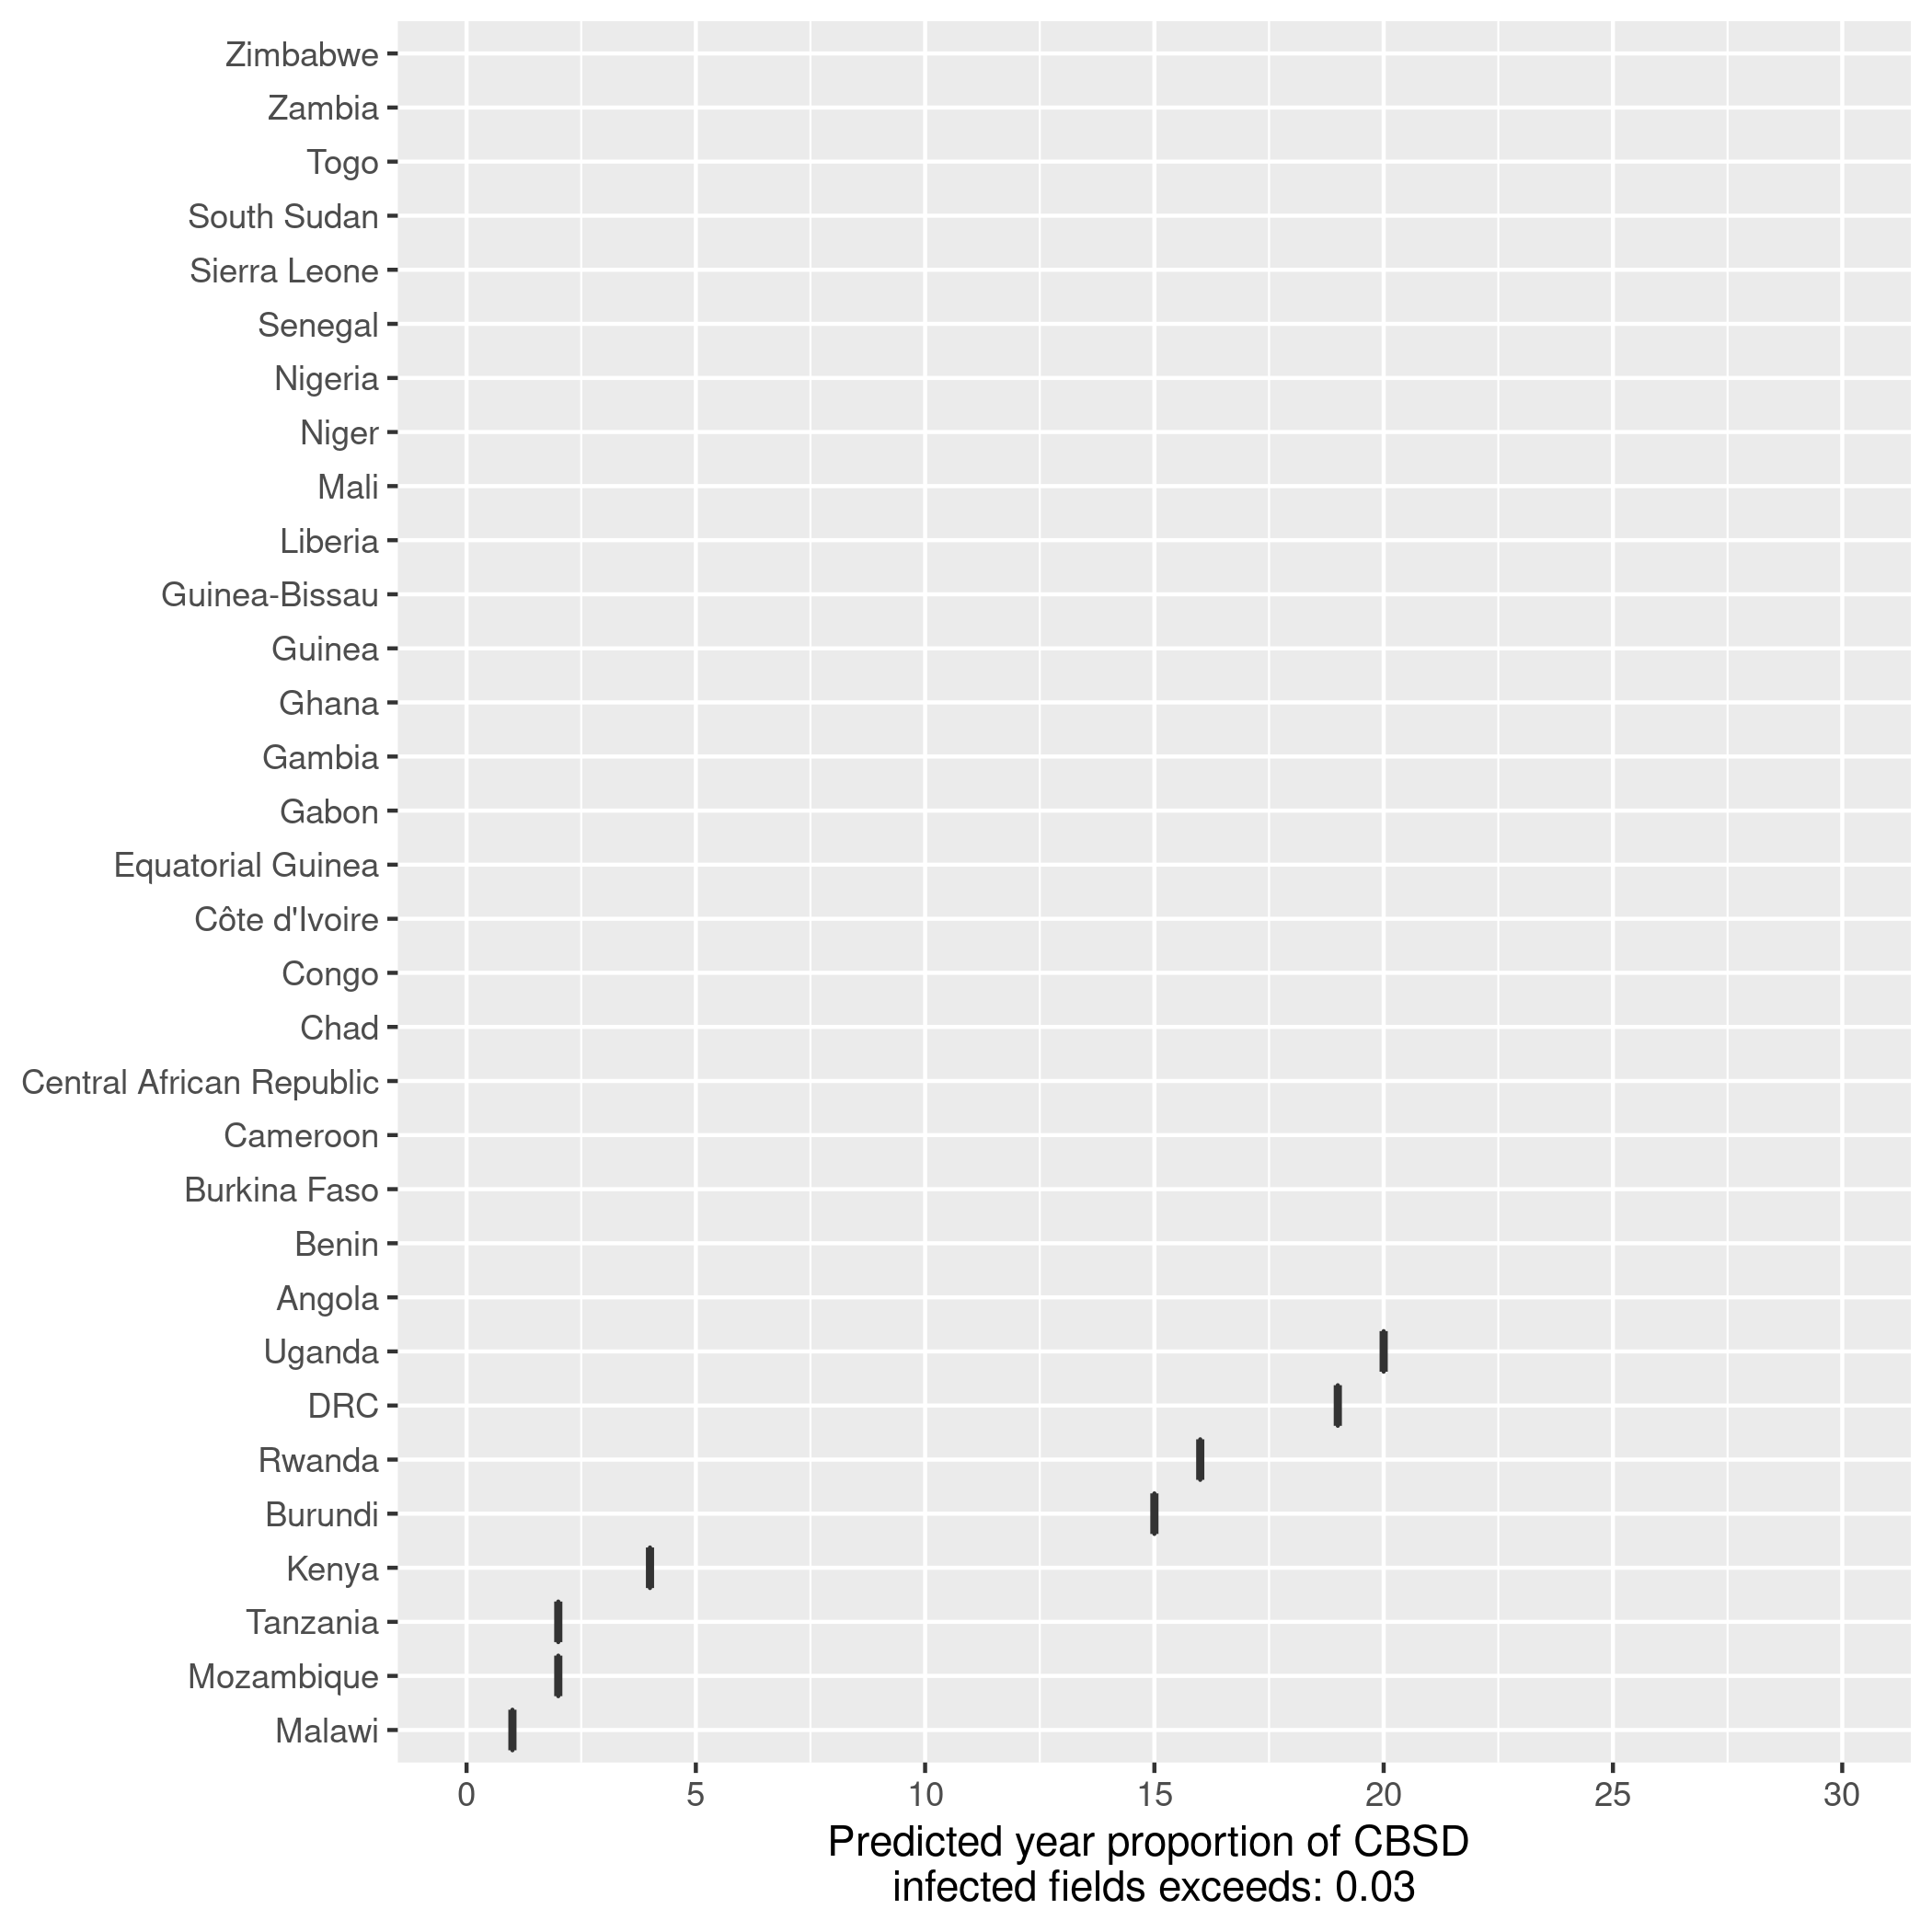 Zimbabwe
Zambia
Togo
South Sudan
Sierra Leone
Senegal
Nigeria
Niger
Mali
Liberia
Guinea-Bissau
Guinea
Ghana
Gambia
Gabon
Equatorial Guinea
Côte d'Ivoire
Congo
Chad
Central African Republic
Cameroon
Burkina Faso
Benin
Angola
Uganda
DRC
Rwanda
Burundi
Kenya
Tanzania
Mozambique
Malawi
0 5 10 15 20 25 30
Predicted year proportion of CBSD
infected fields exceeds: 0.03